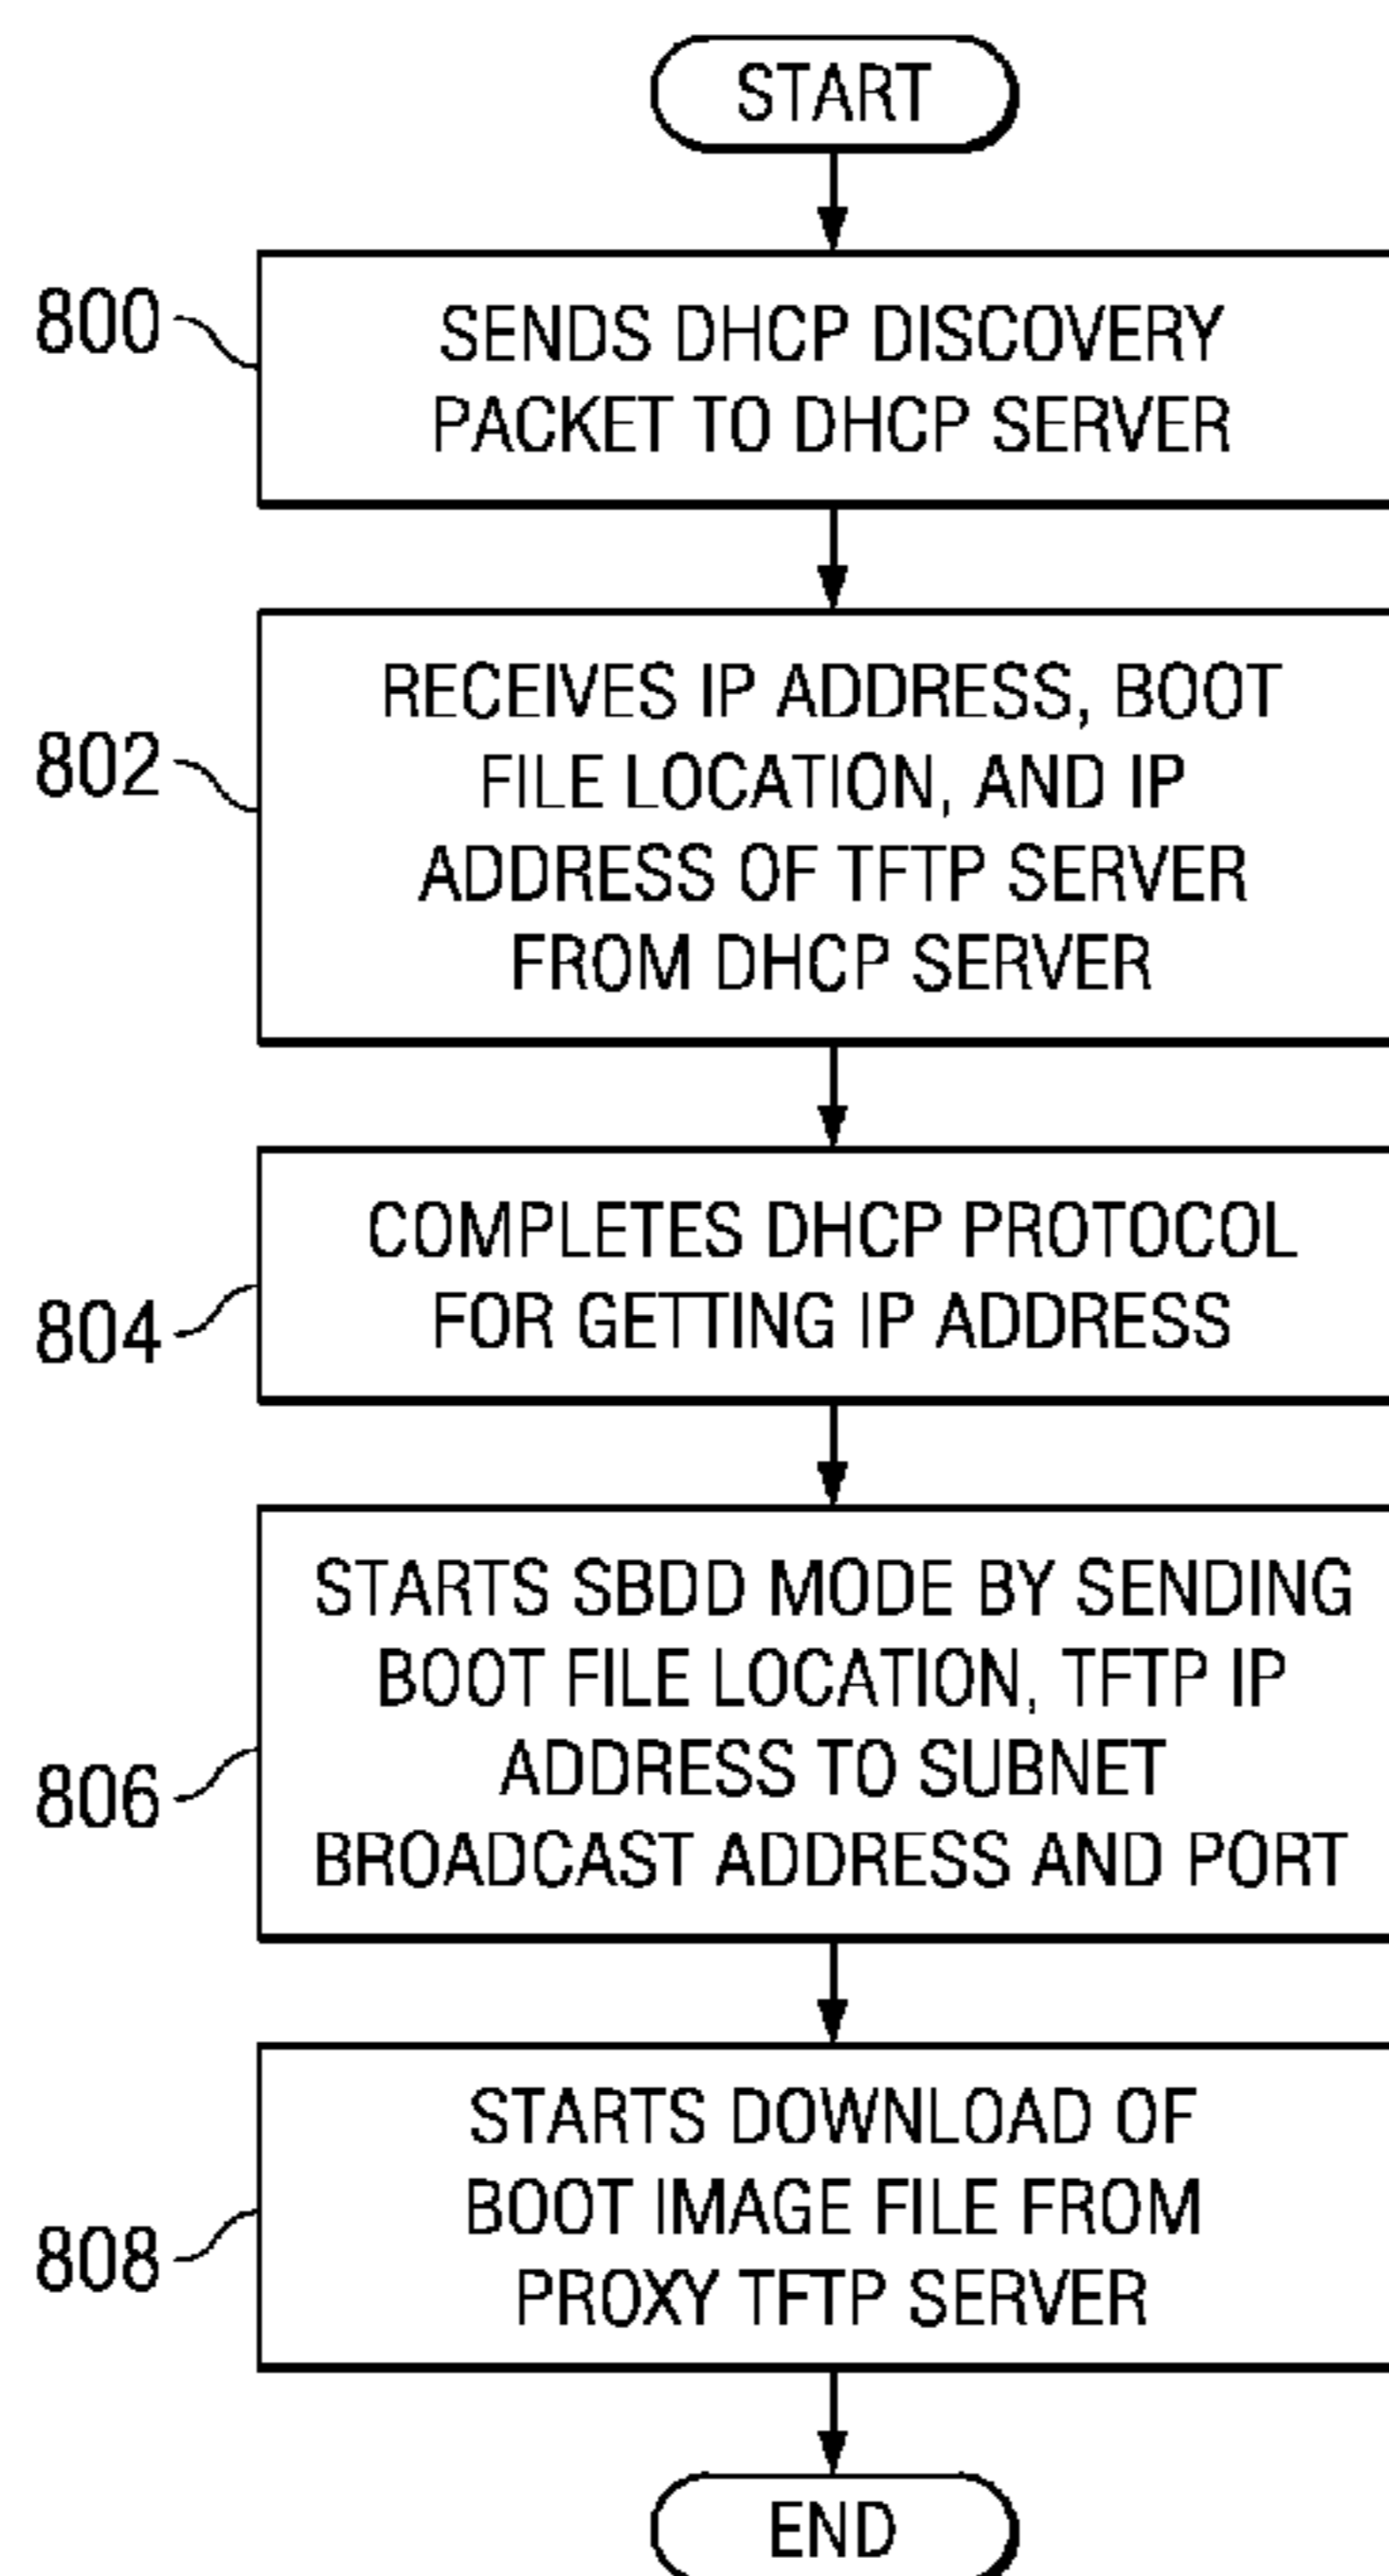 START
800
SENDS DHCP DISCOVERY
PACKET TO DHCP SERVER
802
RECEIVES IP ADDRESS, BOOT
FILE LOCATION, AND IP
ADDRESS OF TFTP SERVER
FROM DHCP SERVER
804
COMPLETES DHCP PROTOCOL
FOR GETTING IP ADDRESS
806
STARTS SBDD MODE BY SENDING
BOOT FILE LOCATION, TFTP IP
ADDRESS TO SUBNET
BROADCAST ADDRESS AND PORT
808
STARTS DOWNLOAD OF
BOOT IMAGE FILE FROM
PROXY TFTP SERVER
END